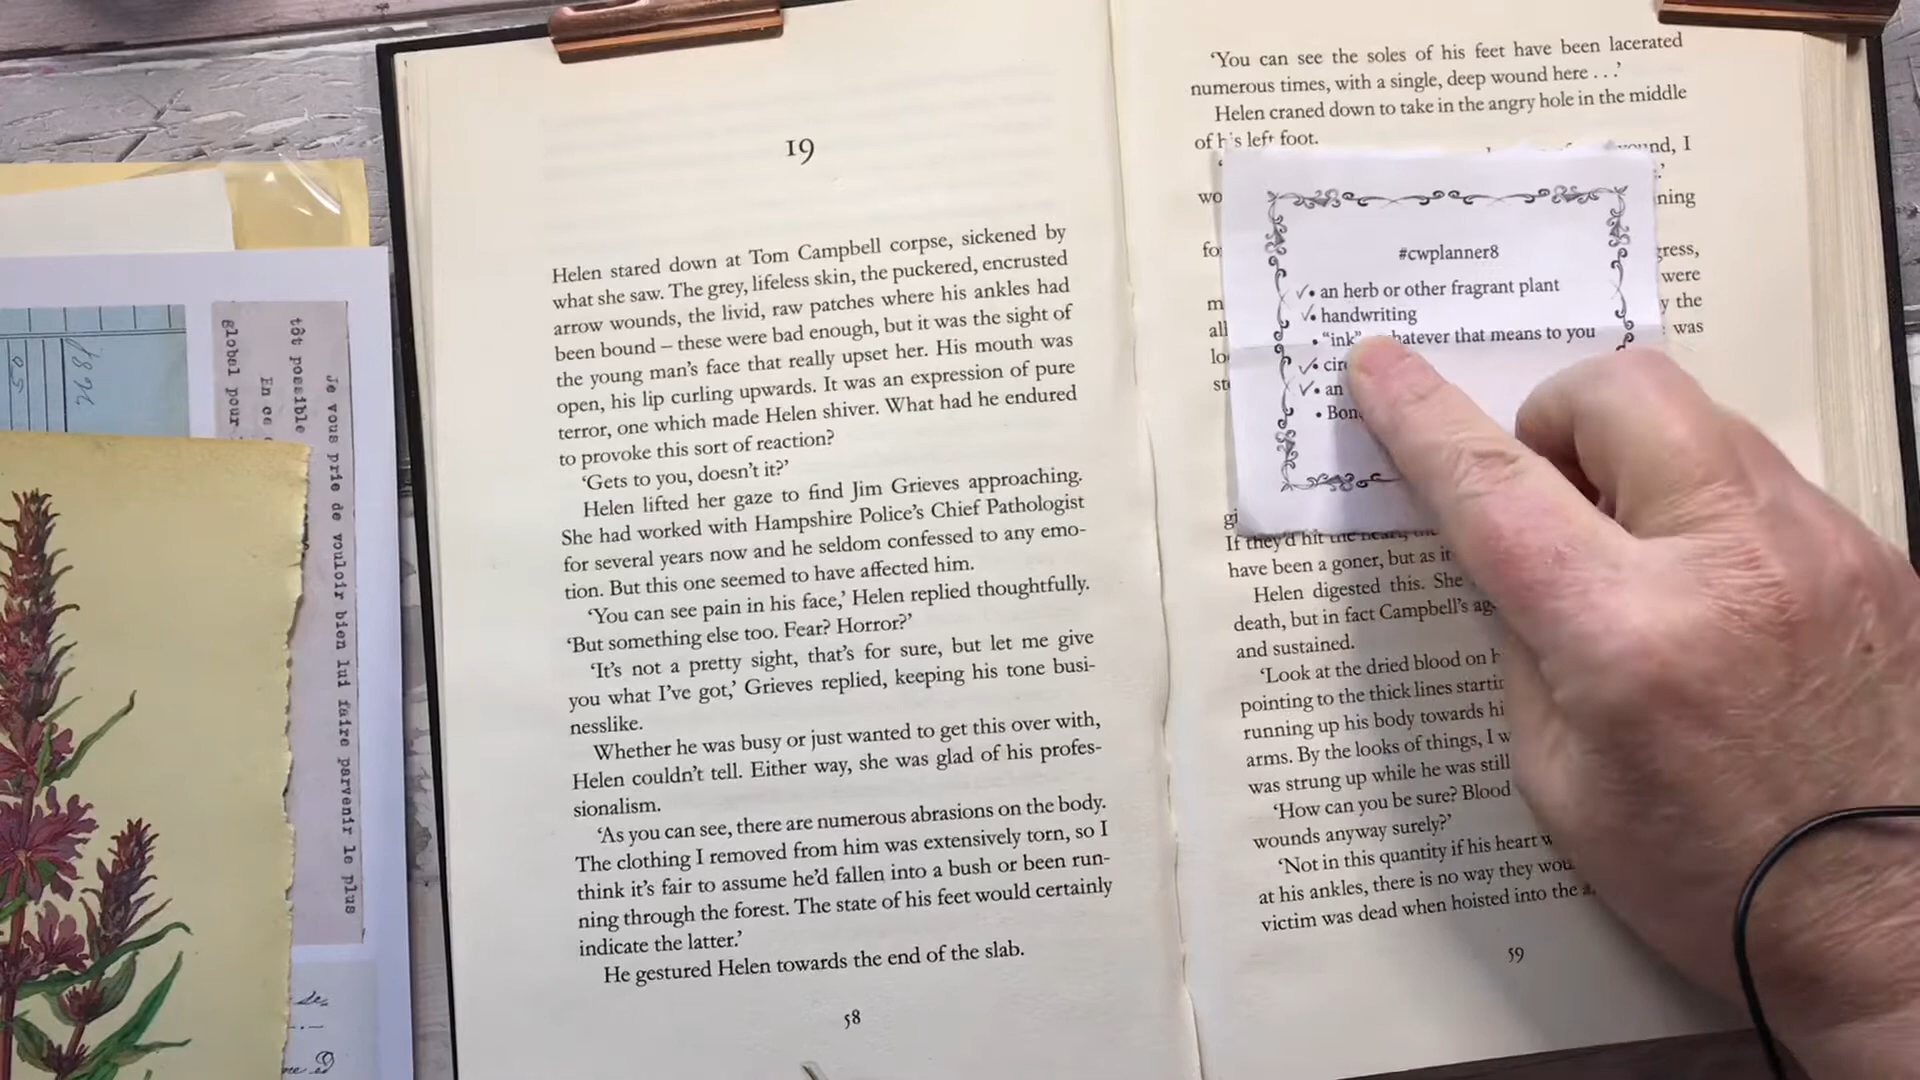 19
Helen stared down at Tom Campbell corpse, sickened by
what she saw. The grey, lifeless skin, the puckered, encrusted
arrow wounds, the livid, raw patches where his ankles had
been bound – these were bad enough, but it was the sight of
the young man's face that really upset her. His mouth was
open, his lip curling upwards. It was an expression of pure
terror, one which made Helen shiver. What had he endured
to provoke this sort of reaction?
‘Gets to you, doesn't it?’
Helen lifted her gaze to find Jim Grieves approaching.
She had worked with Hampshire Police's Chief Pathologist
for several years now and he seldom confessed to any emo-
tion. But this one seemed to have affected him.
‘You can see pain in his face,’ Helen replied thoughtfully.
‘But something else too. Fear? Horror?’
‘It's not a pretty sight, that's for sure, but let me give
you what I've got,’ Grieves replied, keeping his tone busi-
nesslike.
Whether he was busy or just wanted to get this over with,
Helen couldn't tell. Either way, she was glad of his profes-
sionalism.
‘As you can see, there are numerous abrasions on the body.
The clothing I removed from him was extensively torn, so I
think it's fair to assume he'd fallen into a bush or been run-
ning through the forest. The state of his feet would certainly
indicate the latter.’
He gestured Helen towards the end of the slab.
58
‘You can see the soles of his feet have been lacerated
numerous times, with a single, deep wound here . . .’
Helen craned down to take in the angry hole in the middle
of his left foot.
I
#cwplanner8
✓• an herb or other fragrant plant
✓• handwriting
• “ink” whatever that means to you
✓•
✓• an
•
were
the
was
If they'd hit
have been a goner, but as it
Helen digested this. She
death, but in fact Campbell's
and sustained.
‘Look at the dried blood on
pointing to the thick lines
running up his body towards
arms. By the looks of things, I
was strung up while he was still
‘How can you be sure? Blood
wounds anyway surely?’
‘Not in this quantity if his heart
at his ankles, there is no way they
victim was dead when hoisted into the
59
Je vous prie de vouloir bien lui faire parvenir le plus
tôt possible
En ce
global pour
1898